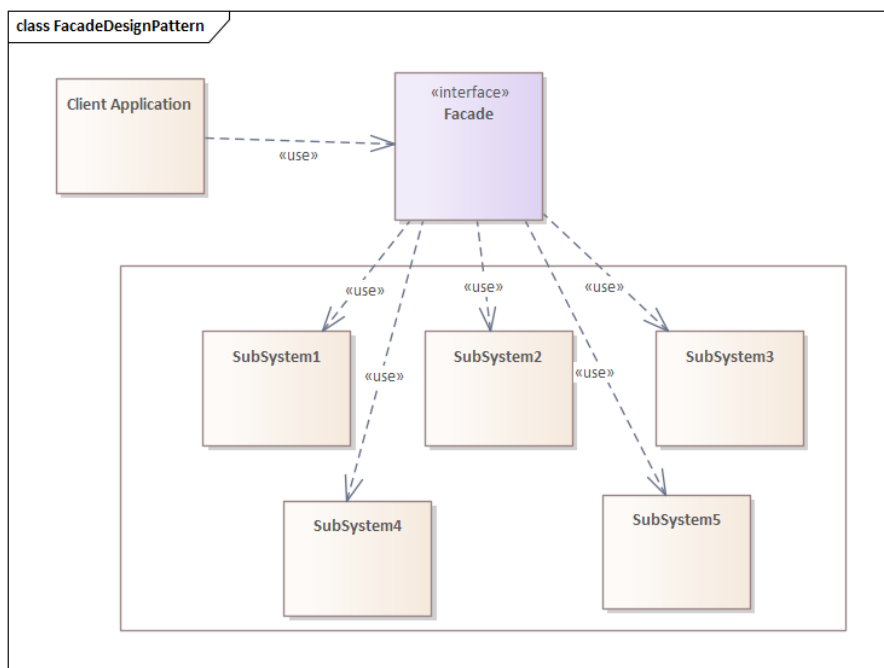 class FacadeDesignPattern
Client Application
«interface»
Facade
«use»
«use»
«use»
«use»
SubSystem1
SubSystem2
SubSystem3
«use»
«use»
SubSystem4
SubSystem5